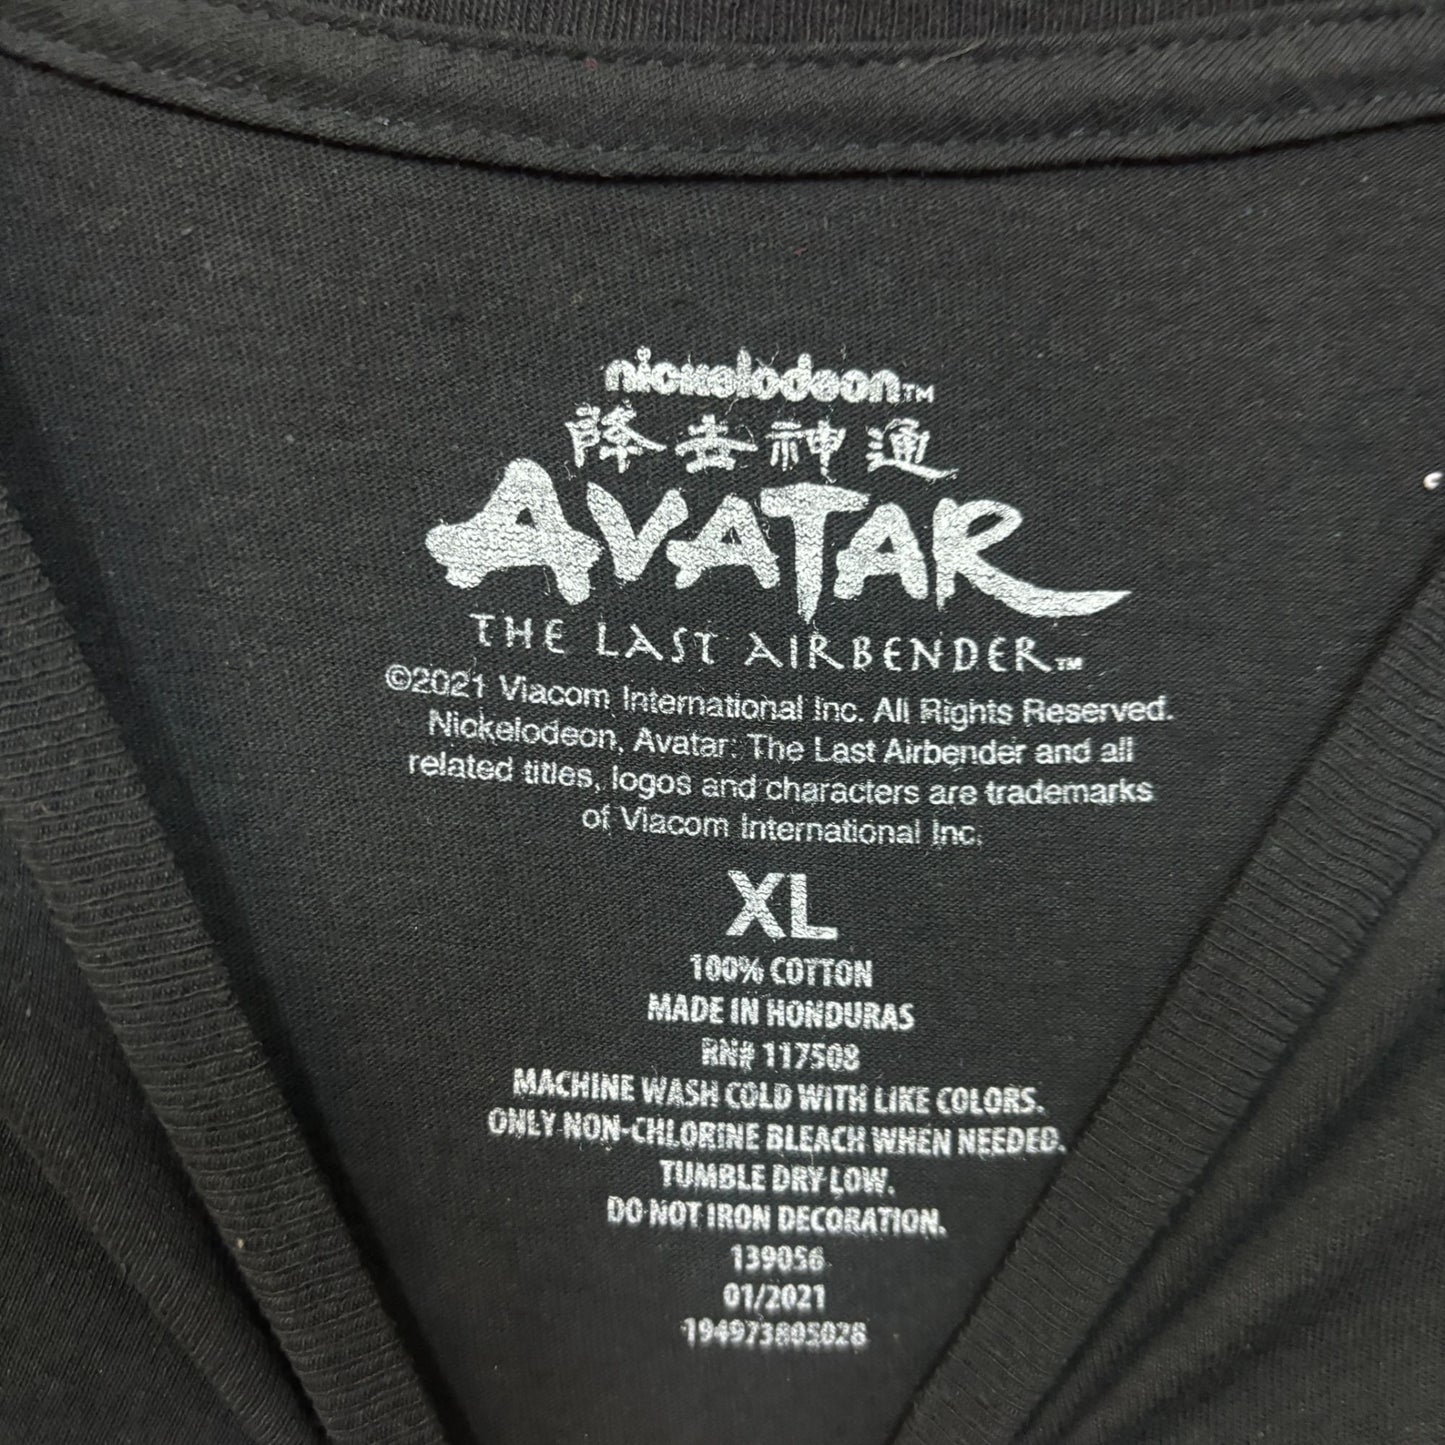 nickelodeon™
降去神通
AVATAR
THE LAST AIRBENDER™
©2021 Viacom International Inc. All Rights Reserved.
Nickelodeon, Avatar: The Last Airbender and all
related titles, logos and characters are trademarks
of Viacom International Inc.
XL
100% COTTON
MADE IN HONDURAS
RN# 117508
MACHINE WASH COLD WITH LIKE COLORS.
ONLY NON-CHLORINE BLEACH WHEN NEEDED.
TUMBLE DRY LOW.
DO NOT IRON DECORATION.
139056
01/2021
194973805028